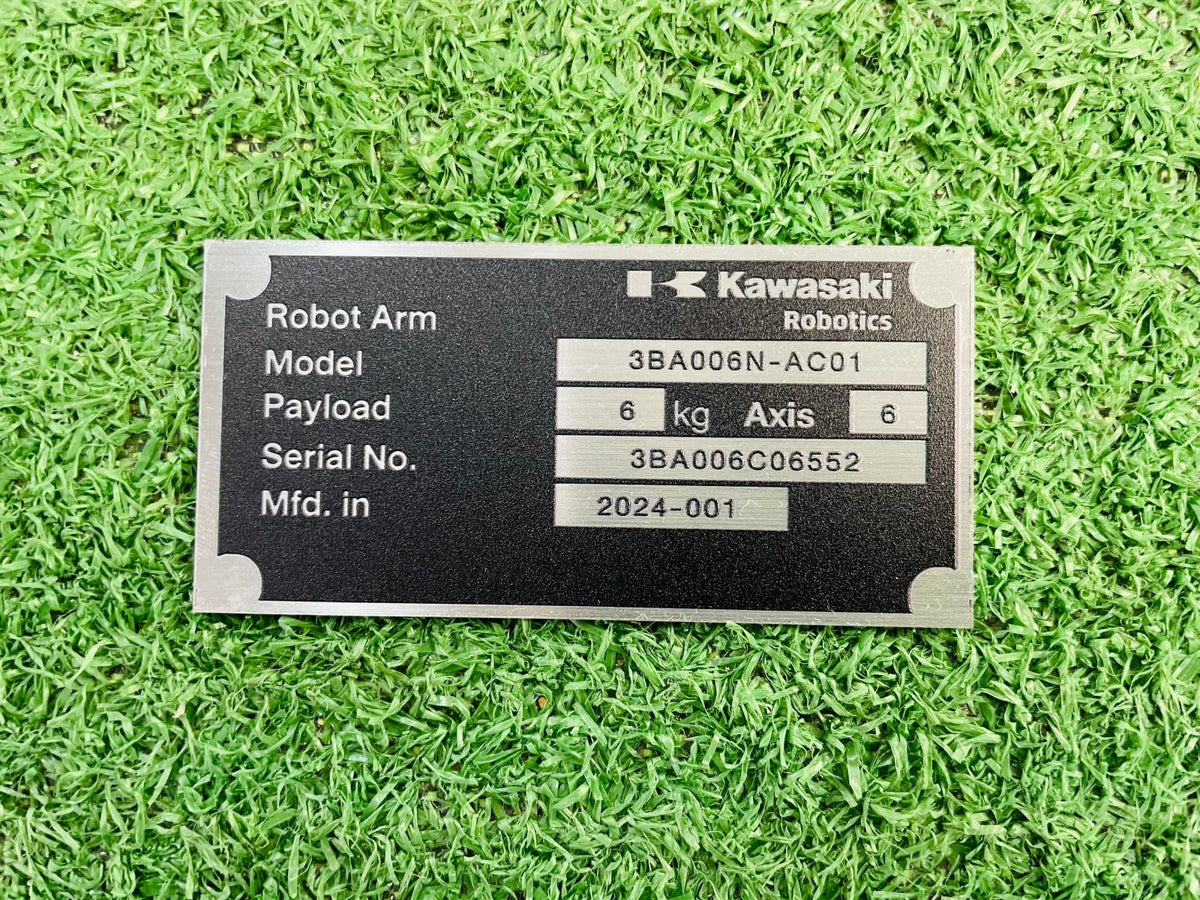 Kawasaki
Robotics
Robot Arm
Model 3BA006N-AC01
Payload 6 kg Axis 6
Serial No. 3BA006C06552
Mfd. in 2024-001